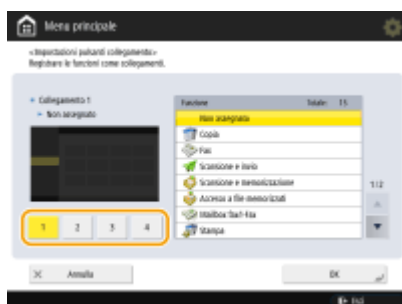 Menu principale
<Impostazioni pulsanti collegamento>
Registrare le funzioni come collegamenti.
Collegamento 1
Non assegnato
Funzione Totale: 15
Non assegnato
Copia
Fax
Scansione e invio
Scansione e memorizzazione
Accesso a file memorizzati
Mailbox fax/I-Fax
Stampa
1/2
1 2 3 4
Annulla
OK